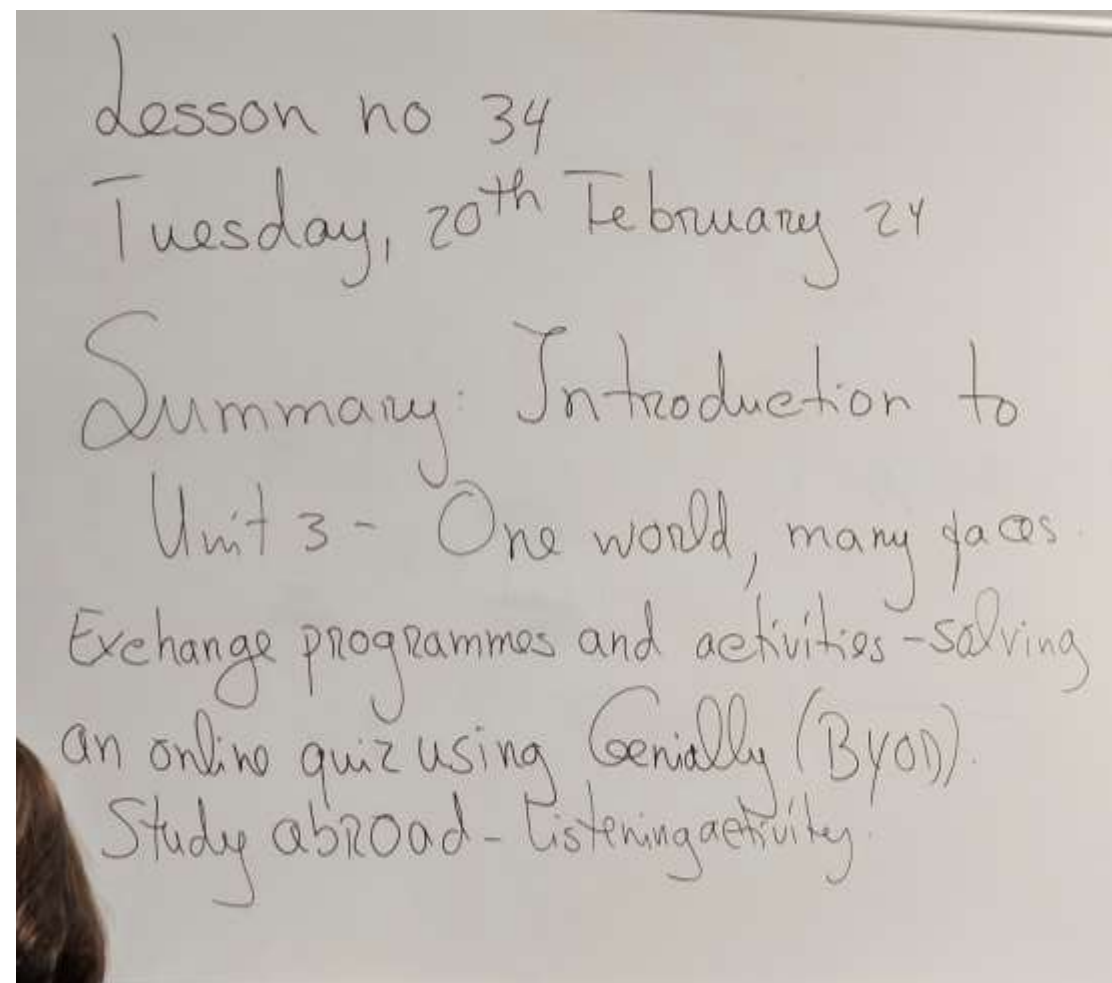 Lesson no 34
Tuesday, 20th February 24
Summary: Introduction to
Unit 3 - One world, many faces.
Exchange programmes and activities - solving
an online quiz using Genially (BYOD).
Study abroad - Listening activity.